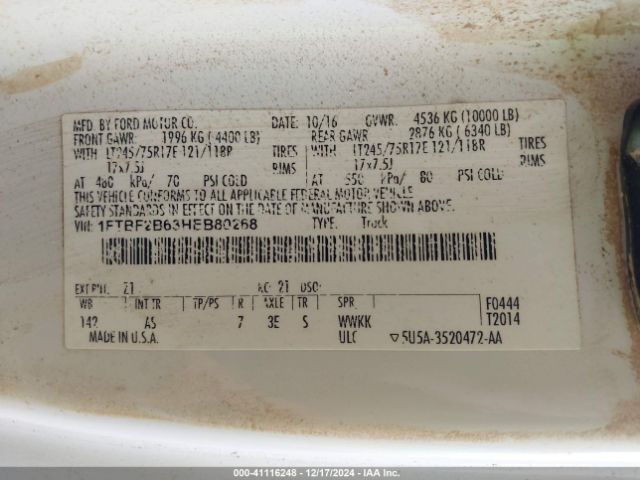 MFD. BY FORD MOTOR CO. DATE: 10/16 GVWR: 4536 KG (10000 LB)
FRONT GAWR: 1996 KG (4400 LB) REAR GAWR 2876 KG (6340 LB)
WITH LT245/75R17E 121/118R TIRES WITH LT245/75R17E 121/118R TIRES
17x7.5J RIMS 17x7.5J RIMS
AT kPa/ PSI COLD AT kPa/ 80 PSI COLD
THIS VEHICLE CONFORMS TO ALL APPLICABLE FEDERAL MOTOR VEHICLE
SAFETY STANDARDS IN EFFECT ON THE DATE OF MANUFACTURE SHOWN ABOVE.
VIN: 1FTBF2B63HEB80268 TYPE: Truck
EXT PNT: Z1 RC: 21 DSO:
WB INT TR TP/PS R AXLE TR SPR F0444
142 AS 7 3E S WWKK T2014
MADE IN U.S.A. ULC ▽5U5A-3520472-AA
000-41116248 - 12/17/2024 - IAA Inc.